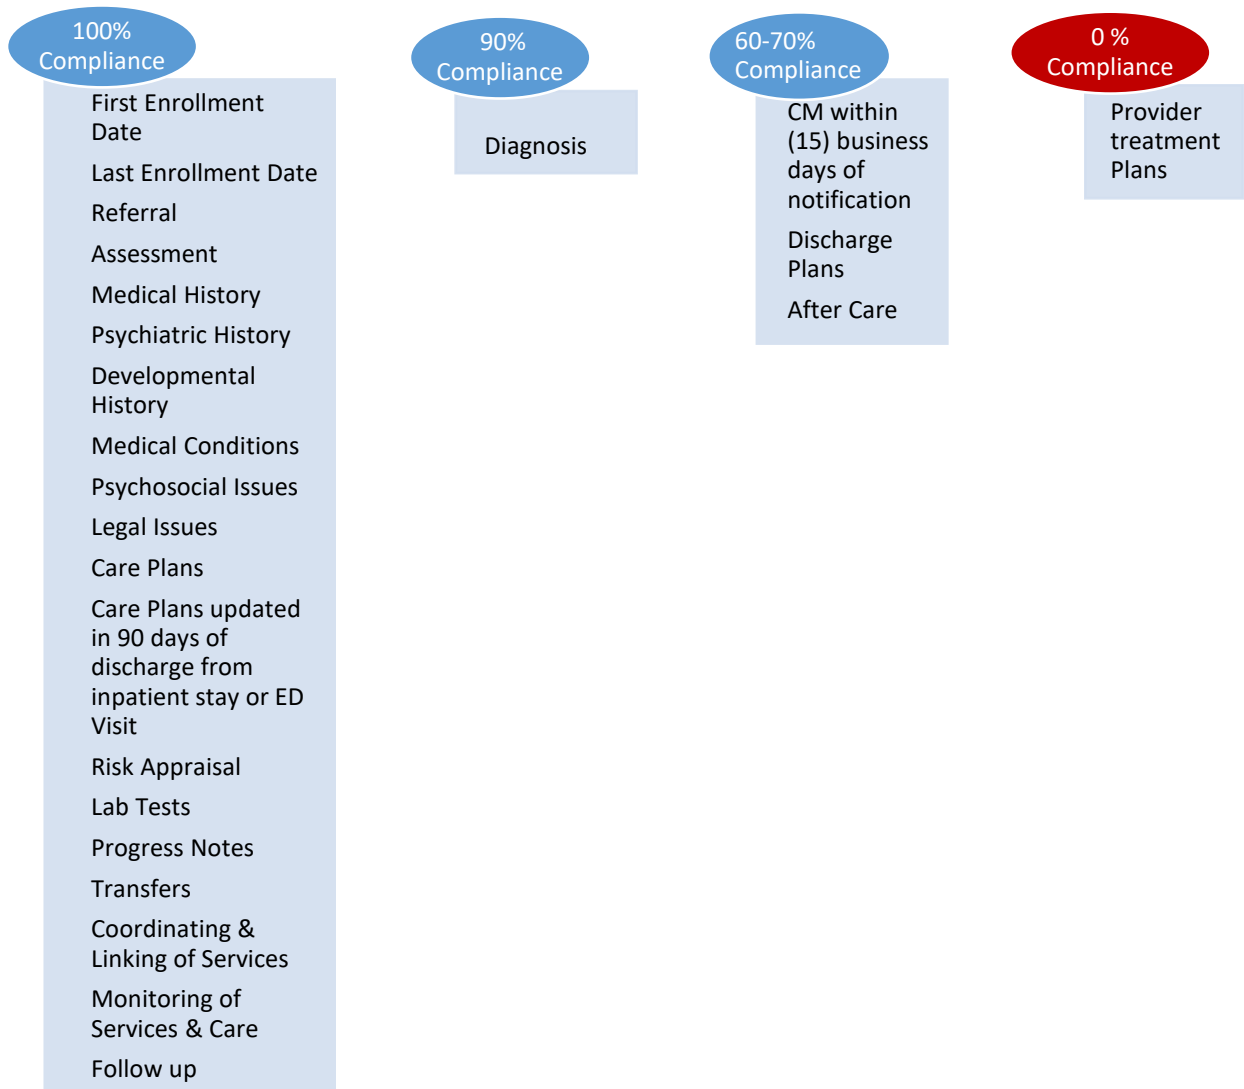 100%
Compliance
First Enrollment
Date
Last Enrollment Date
Referral
Assessment
Medical History
Psychiatric History
Developmental
History
Medical Conditions
Psychosocial Issues
Legal Issues
Care Plans
Care Plans updated
in 90 days of
discharge from
inpatient stay or ED
Visit
Risk Appraisal
Lab Tests
Progress Notes
Transfers
Coordinating &
Linking of Services
Monitoring of
Services & Care
Follow up
90%
Compliance
Diagnosis
60-70%
Compliance
CM within
(15) business
days of
notification
Discharge
Plans
After Care
0 %
Compliance
Provider
treatment
Plans